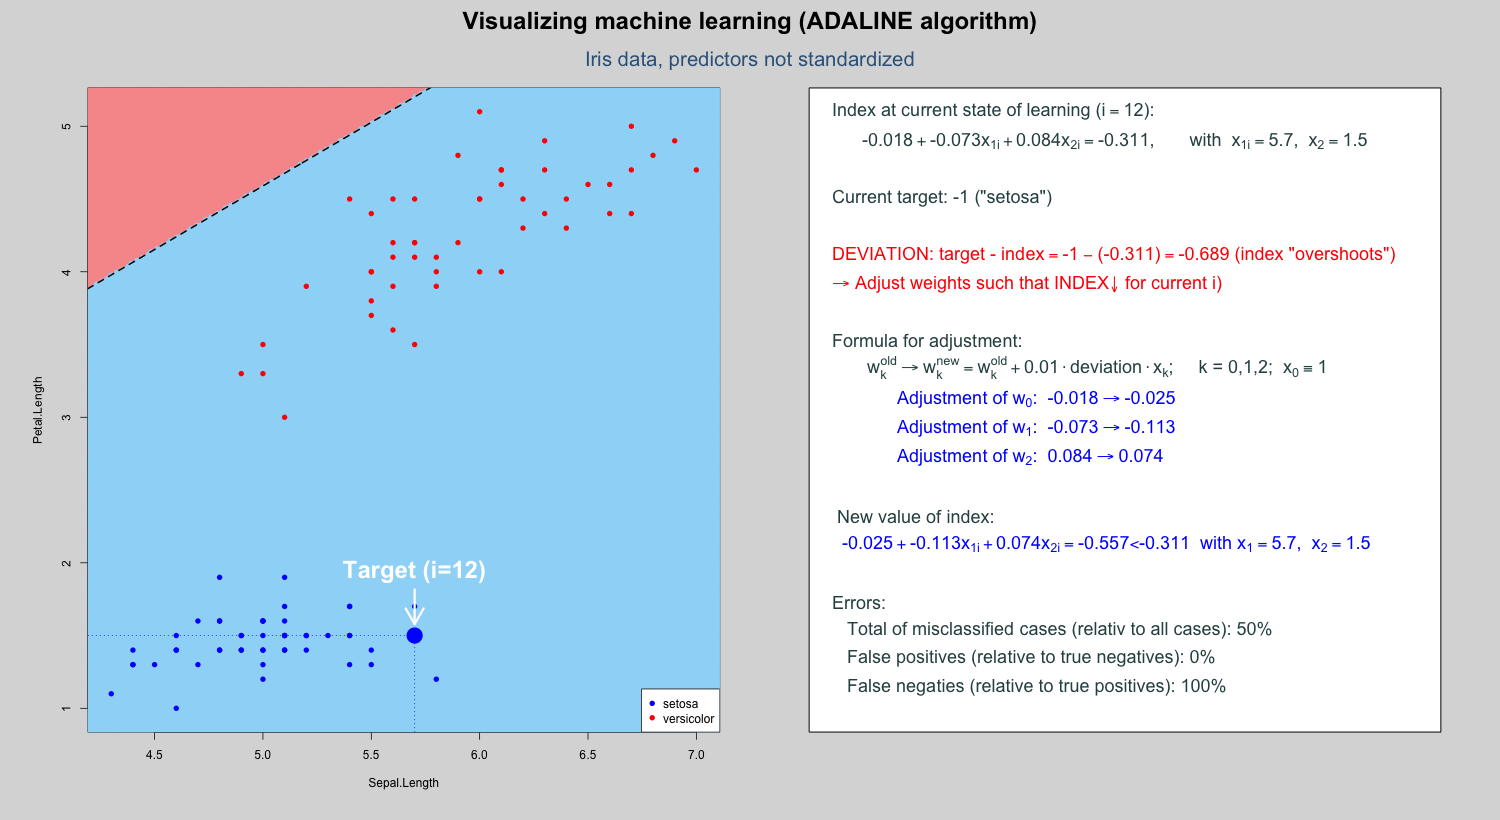 Visualizing machine learning (ADALINE algorithm)
Iris data, predictors not standardized
5
4
3
2
1
Petal.Length
Target (i=12)
setosa
versicolor
4.5 5.0 5.5 6.0 6.5 7.0
Sepal.Length
Index at current state of learning (i = 12):
-0.018 + -0.073x1i + 0.084x2i = -0.311, with x1i = 5.7, x2 = 1.5
Current target: -1 ("setosa")
DEVIATION: target - index = -1 − (-0.311) = -0.689 (index "overshoots")
→ Adjust weights such that INDEX↓ for current i)
Formula for adjustment:
wk^old → wk^new = wk^old + 0.01 · deviation · xk; k = 0,1,2; x0 ≡ 1
Adjustment of w0: -0.018 → -0.025
Adjustment of w1: -0.073 → -0.113
Adjustment of w2: 0.084 → 0.074
New value of index:
-0.025 + -0.113x1i + 0.074x2i = -0.557<-0.311 with x1 = 5.7, x2 = 1.5
Errors:
Total of misclassified cases (relativ to all cases): 50%
False positives (relative to true negatives): 0%
False negaties (relative to true positives): 100%